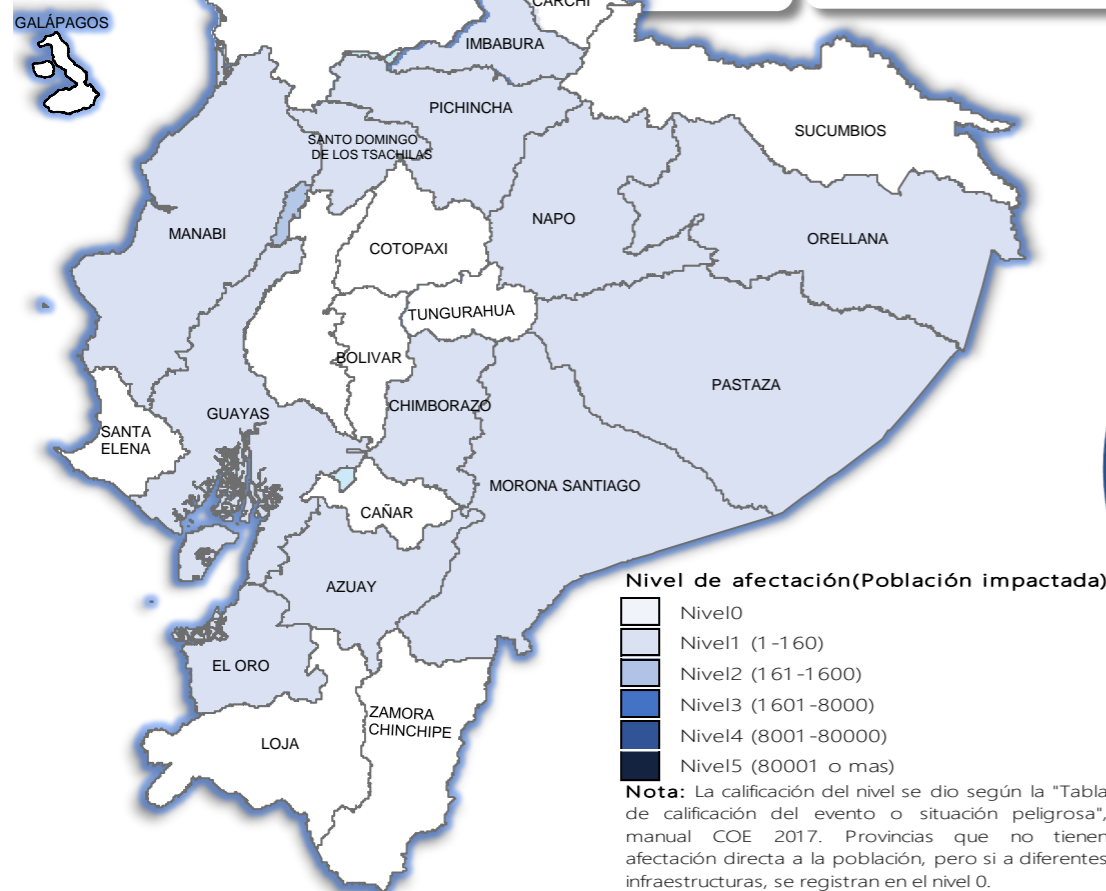 CARCHI
GALÁPAGOS
IMBABURA
PICHINCHA
SUCUMBIOS
SANTO DOMINGO
DE LOS TSACHILAS
NAPO
MANABI
ORELLANA
COTOPAXI
TUNGURAHUA
BOLIVAR
PASTAZA
CHIMBORAZO
GUAYAS
SANTA
ELENA
MORONA SANTIAGO
CAÑAR
AZUAY
EL ORO
ZAMORA
CHINCHIPE
LOJA
Nivel de afectación(Población impactada)
Nivel0
Nivel1 (1-160)
Nivel2 (161-1600)
Nivel3 (1601-8000)
Nivel4 (8001-80000)
Nivel5 (80001 o mas)
Nota: La calificación del nivel se dio según la "Tabla
de calificación del evento o situación peligrosa",
manual COE 2017. Provincias que no tienen
afectación directa a la población, pero si a diferentes
infraestructuras, se registran en el nivel 0.